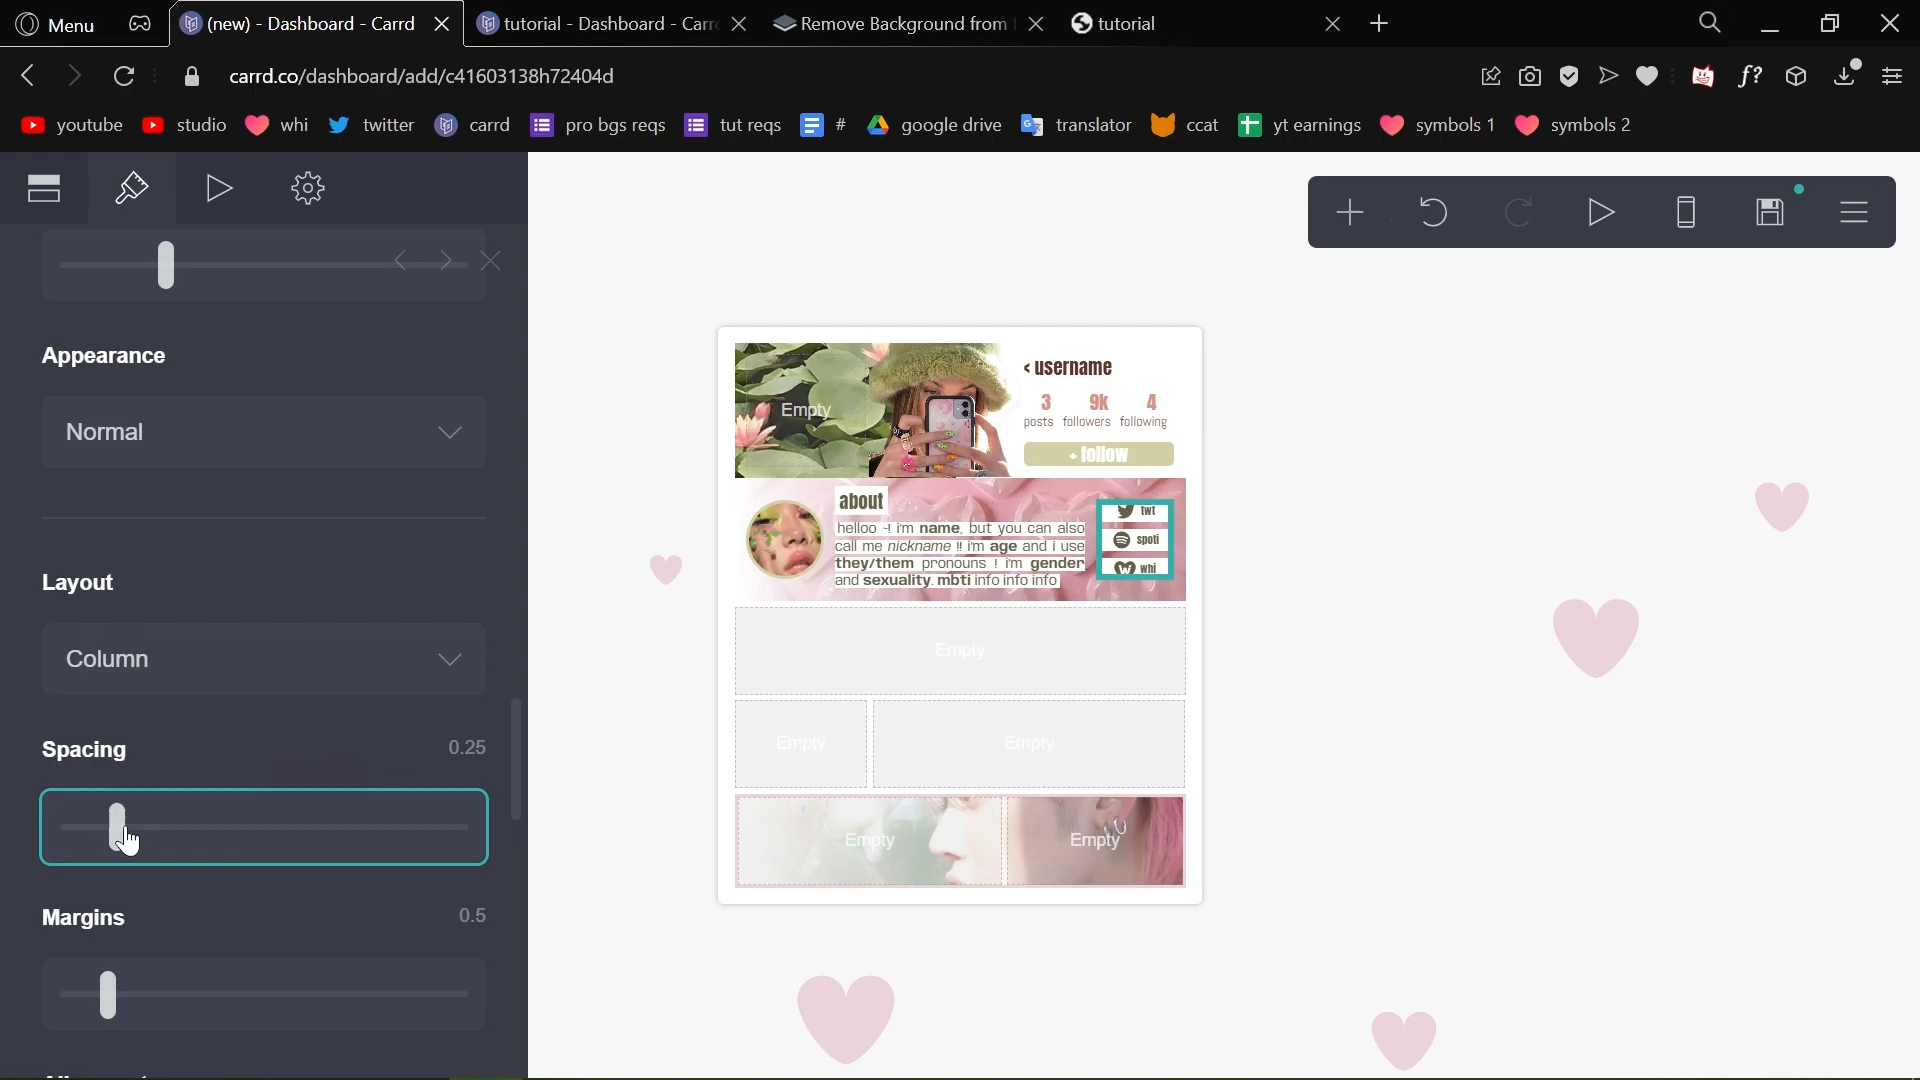 Menu
(new) - Dashboard - Carrd
tutorial - Dashboard - Carr
Remove Background from
tutorial
carrd.co/dashboard/add/c41603138h72404d
f?
youtube
studio
whi
twitter
carrd
pro bgs reqs
tut reqs
#
google drive
translator
ccat
yt earnings
symbols 1
symbols 2
Appearance
Normal
Layout
Column
Spacing
0.25
Margins
0.5
Empty
< username
3 9k 4
posts followers following
+ follow
about
helloo ~! i'm name, but you can also
call me nickname !! i'm age and i use
they/them pronouns ! i'm gender
and sexuality. mbti info info info
twt
spoti
whi
Empty
Empty
Empty
Empty
Empty